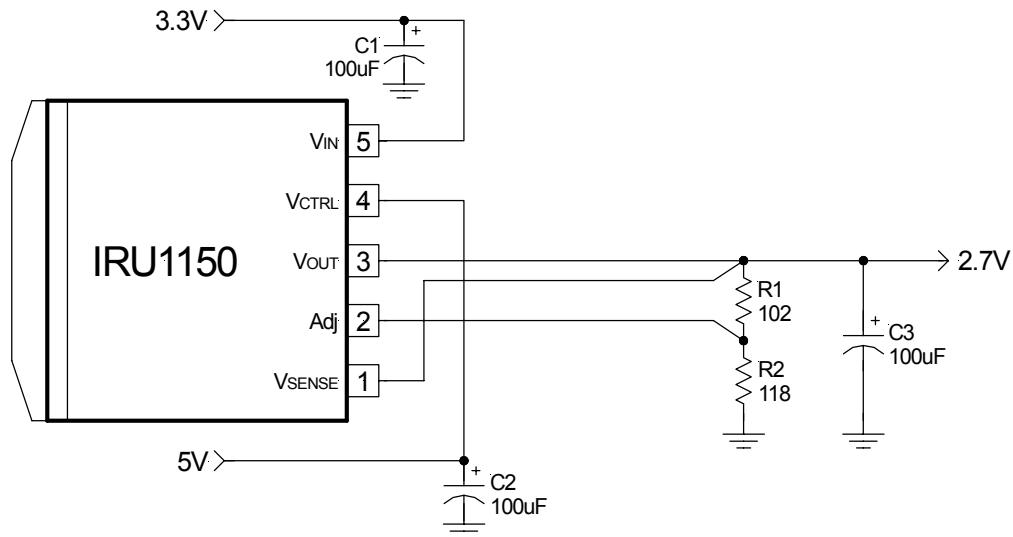 3.3V
+
C1
100uF
VIN 5
VCTRL 4
IRU1150
VOUT 3
2.7V
R1
102
Adj 2
+
C3
100uF
R2
118
VSENSE 1
5V
+
C2
100uF